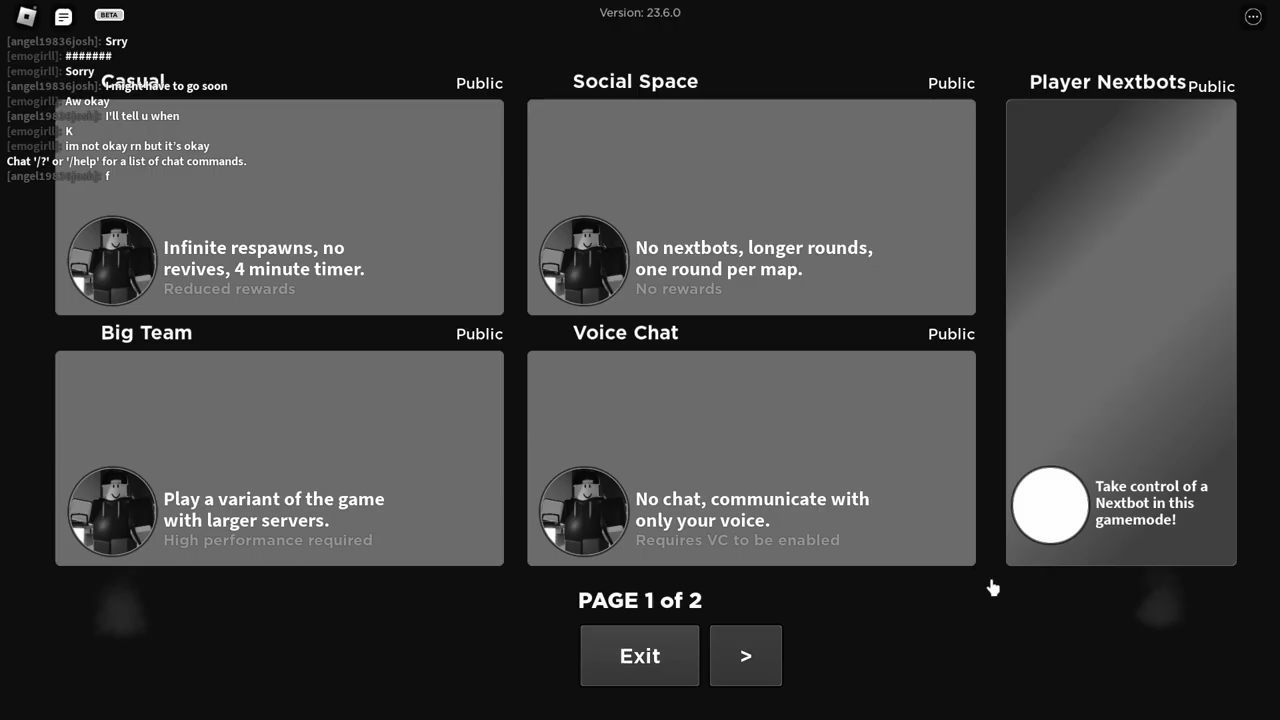 BETA
Version: 23.6.0
[angel19836josh]: Srry
[emogirll]: #######
[emogirll]: Sorry
[angel19836josh]: I might have to go soon
[emogirll]: Aw okay
[angel19836josh]: I'll tell u when
[emogirll]: K
[emogirll]: im not okay rn but it's okay
Chat '/?' or '/help' for a list of chat commands.
[angel19836josh]: f
Casual
Public
Infinite respawns, no
revives, 4 minute timer.
Reduced rewards
Social Space
Public
No nextbots, longer rounds,
one round per map.
No rewards
Player Nextbots
Public
Take control of a
Nextbot in this
gamemode!
Big Team
Public
Play a variant of the game
with larger servers.
High performance required
Voice Chat
Public
No chat, communicate with
only your voice.
Requires VC to be enabled
PAGE 1 of 2
Exit
>